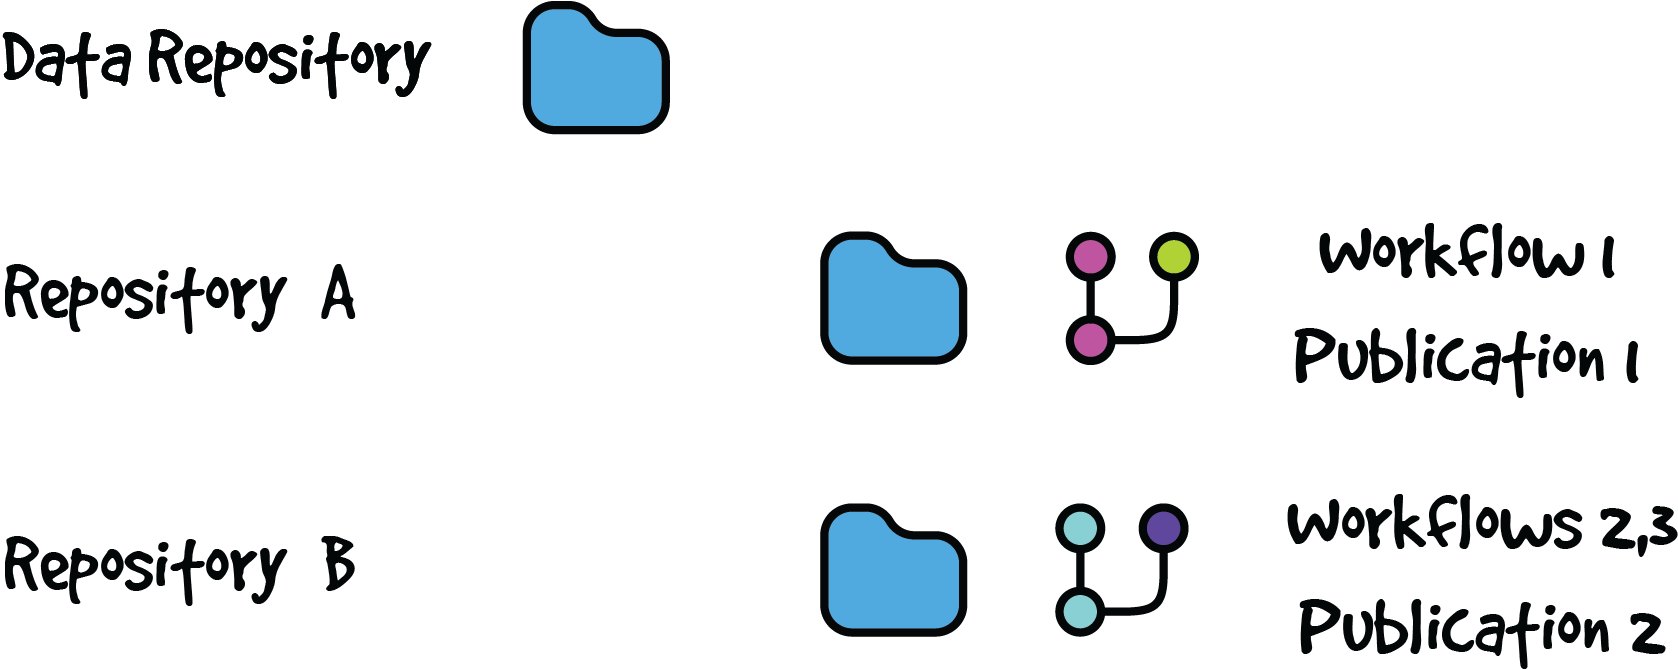 Data Repository
Repository A
Workflow 1
Publication 1
Repository B
Workflows 2,3
Publication 2